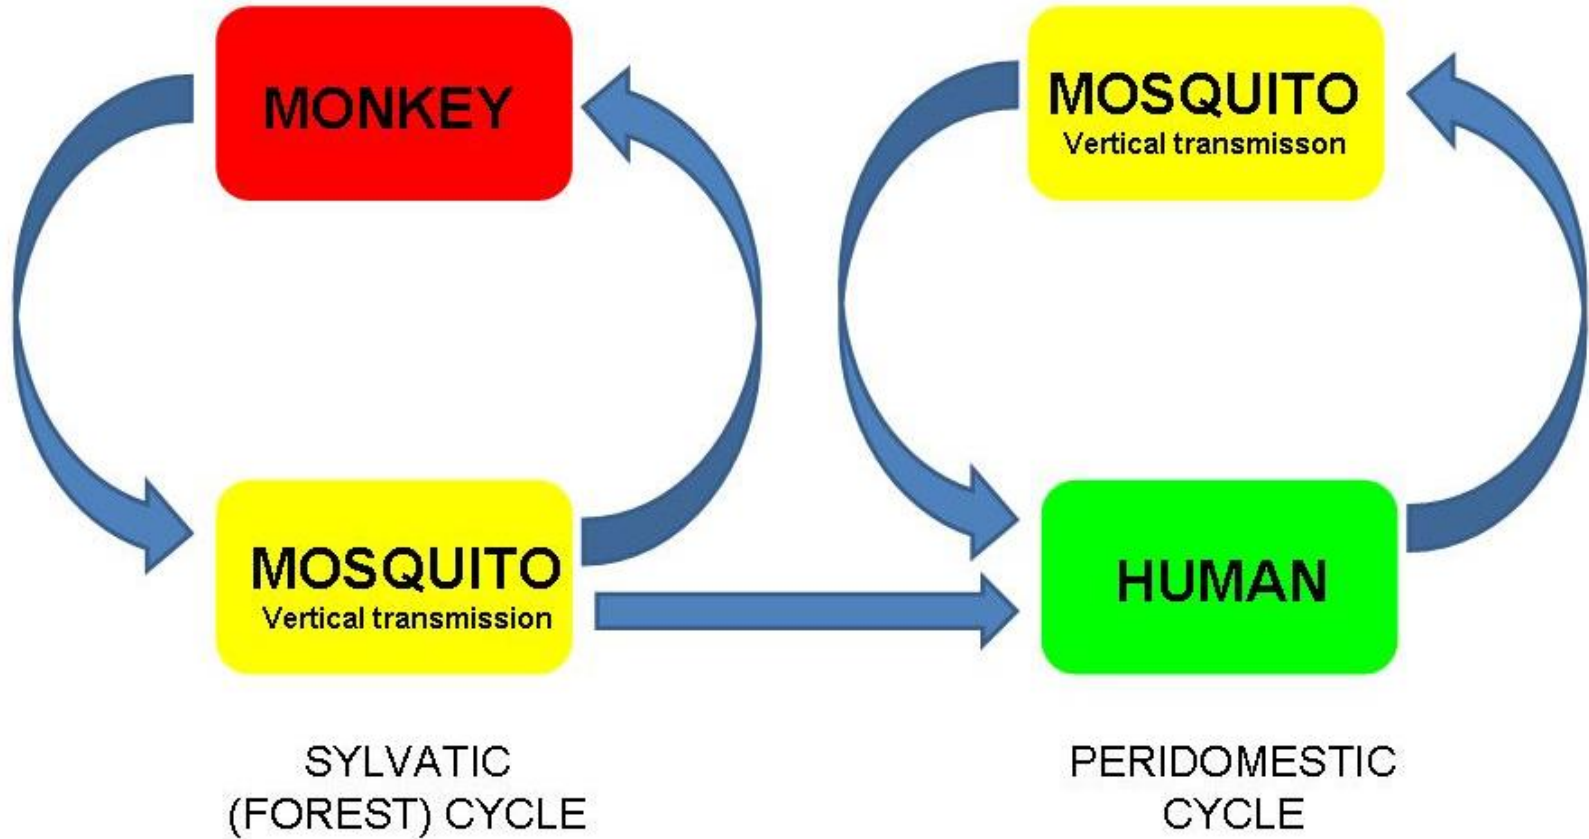 MONKEY
MOSQUITO
Vertical transmission
SYLVATIC
(FOREST) CYCLE
MOSQUITO
Vertical transmisson
HUMAN
PERIDOMESTIC
CYCLE